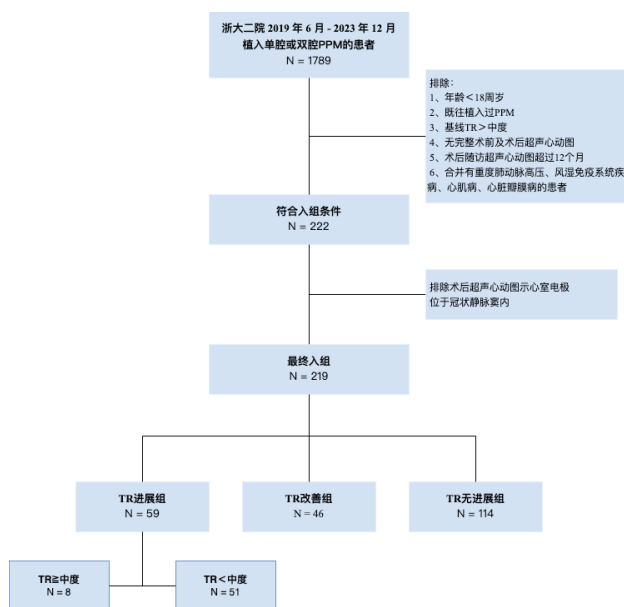 浙大二院 2019 年 6 月 - 2023 年 12 月
植入单腔或双腔PPM的患者
N = 1789
排除：
1、年龄＜18周岁
2、既往植入过PPM
3、基线TR＞中度
4、无完整术前及术后超声心动图
5、术后随访超声心动图超过12个月
6、合并有重度肺动脉高压、风湿免疫系统疾
病、心肌病、心脏瓣膜病的患者
符合入组条件
N = 222
排除术后超声心动图示心室电极
位于冠状静脉窦内
最终入组
N = 219
TR进展组
N = 59
TR改善组
N = 46
TR无进展组
N = 114
TR≧中度
N = 8
TR＜中度
N = 51